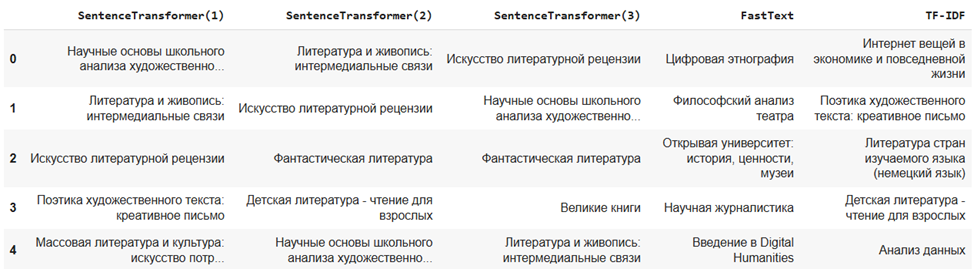 SentenceTransformer(1) SentenceTransformer(2) SentenceTransformer(3) FastText TF-IDF
0 Научные основы школьного анализа художественно... Литература и живопись: интермедиальные связи Искусство литературной рецензии Цифровая этнография Интернет вещей в экономике и повседневной жизни
1 Литература и живопись: интермедиальные связи Искусство литературной рецензии Научные основы школьного анализа художественно... Философский анализ театра Поэтика художественного текста: креативное письмо
2 Искусство литературной рецензии Фантастическая литература Фантастическая литература Открывая университет: история, ценности, музеи Литература стран изучаемого языка (немецкий язык)
3 Поэтика художественного текста: креативное письмо Детская литература - чтение для взрослых Великие книги Научная журналистика Детская литература - чтение для взрослых
4 Массовая литература и культура: искусство потр... Научные основы школьного анализа художественно... Литература и живопись: интермедиальные связи Введение в Digital Humanities Анализ данных